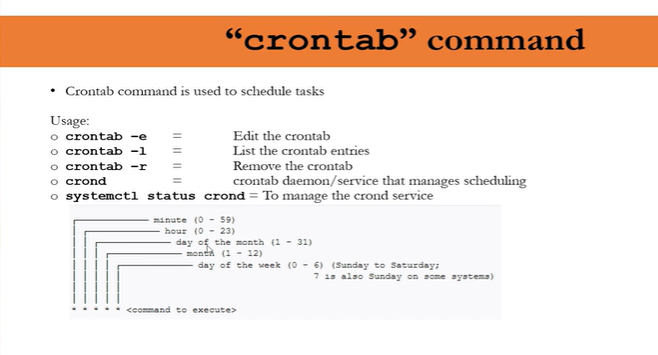 “crontab” command
• Crontab command is used to schedule tasks
Usage:
o crontab –e = Edit the crontab
o crontab –l = List the crontab entries
o crontab –r = Remove the crontab
o crond = crontab daemon/service that manages scheduling
o systemctl status crond = To manage the crond service
minute (0 - 59)
hour (0 - 23)
day of the month (1 - 31)
month (1 - 12)
day of the week (0 - 6) (Sunday to Saturday;
7 is also Sunday on some systems)
* * * * * <command to execute>